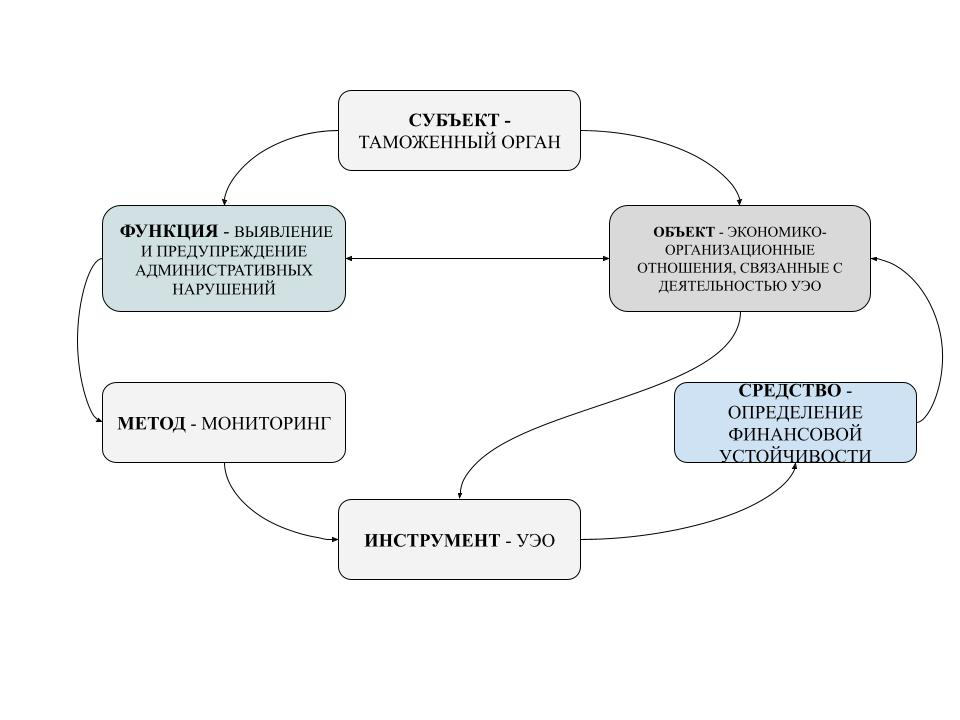 СУБЪЕКТ -
ТАМОЖЕННЫЙ ОРГАН
ФУНКЦИЯ - ВЫЯВЛЕНИЕ
И ПРЕДУПРЕЖДЕНИЕ
АДМИНИСТРАТИВНЫХ
НАРУШЕНИЙ
ОБЪЕКТ - ЭКОНОМИКО-
ОРГАНИЗАЦИОННЫЕ
ОТНОШЕНИЯ, СВЯЗАННЫЕ С
ДЕЯТЕЛЬНОСТЬЮ УЭО
МЕТОД - МОНИТОРИНГ
СРЕДСТВО -
ОПРЕДЕЛЕНИЕ
ФИНАНСОВОЙ
УСТОЙЧИВОСТИ
ИНСТРУМЕНТ - УЭО